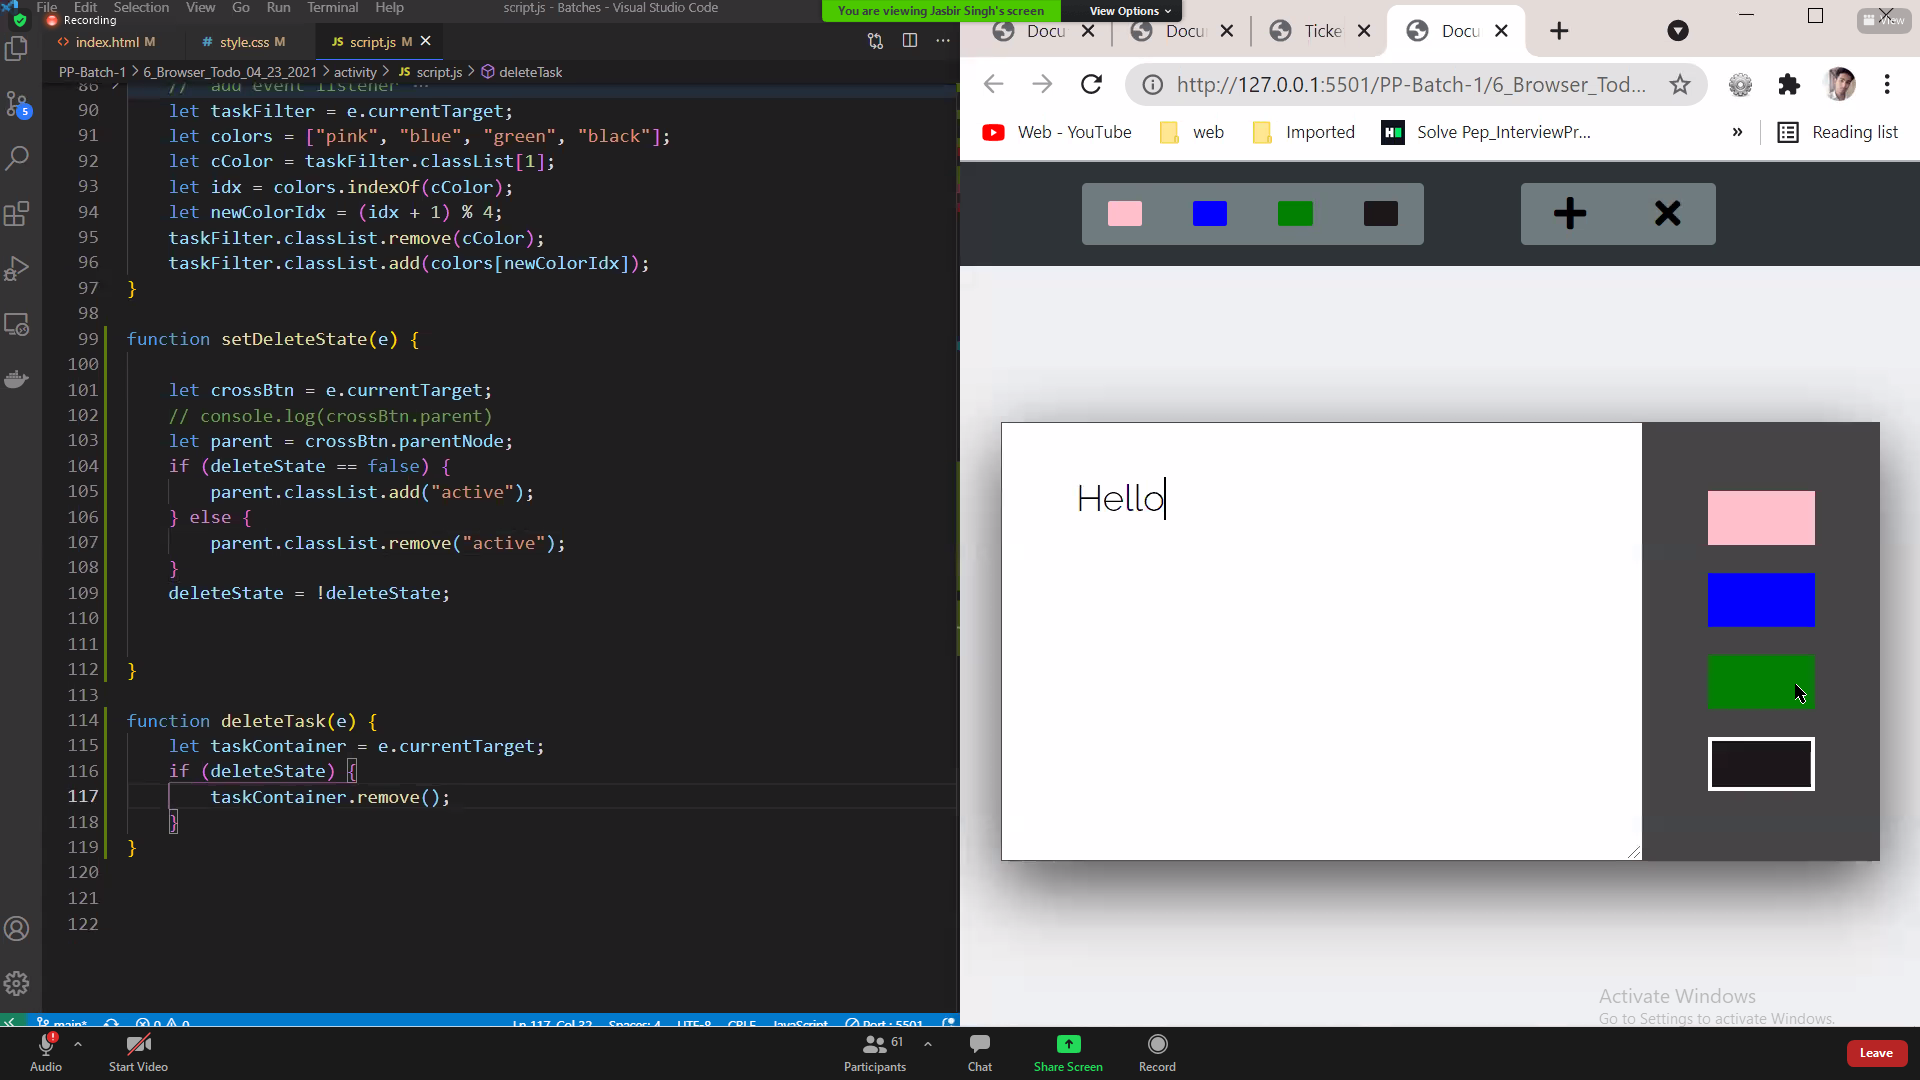 File Edit Selection View Go Run Terminal Help
script.js - Batches - Visual Studio Code
Recording
You are viewing Jasbir Singh's screen
View Options
View
index.html M
style.css M
script.js M
PP-Batch-1 > 6_Browser_Todo_04_23_2021 > activity > JS script.js > deleteTask
86 // add event listener ...
90 let taskFilter = e.currentTarget;
91 let colors = ["pink", "blue", "green", "black"];
92 let cColor = taskFilter.classList[1];
93 let idx = colors.indexOf(cColor);
94 let newColorIdx = (idx + 1) % 4;
95 taskFilter.classList.remove(cColor);
96 taskFilter.classList.add(colors[newColorIdx]);
97 }
98
99 function setDeleteState(e) {
100
101 let crossBtn = e.currentTarget;
102 // console.log(crossBtn.parent)
103 let parent = crossBtn.parentNode;
104 if (deleteState == false) {
105 parent.classList.add("active");
106 } else {
107 parent.classList.remove("active");
108 }
109 deleteState = !deleteState;
110
111
112 }
113
114 function deleteTask(e) {
115 let taskContainer = e.currentTarget;
116 if (deleteState) {
117 taskContainer.remove();
118 }
119 }
120
121
122
5
main* 0 0 Ln 117, Col 32 Spaces: 4 UTF-8 CRLF JavaScript Port : 5501
Docu
Docu
Ticke
Docu
http://127.0.0.1:5501/PP-Batch-1/6_Browser_Tod...
Web - YouTube
web
Imported
Solve Pep_InterviewPr...
»
Reading list
Hello
Activate Windows
Go to Settings to activate Windows.
Audio
Start Video
61
Participants
Chat
Share Screen
Record
Leave